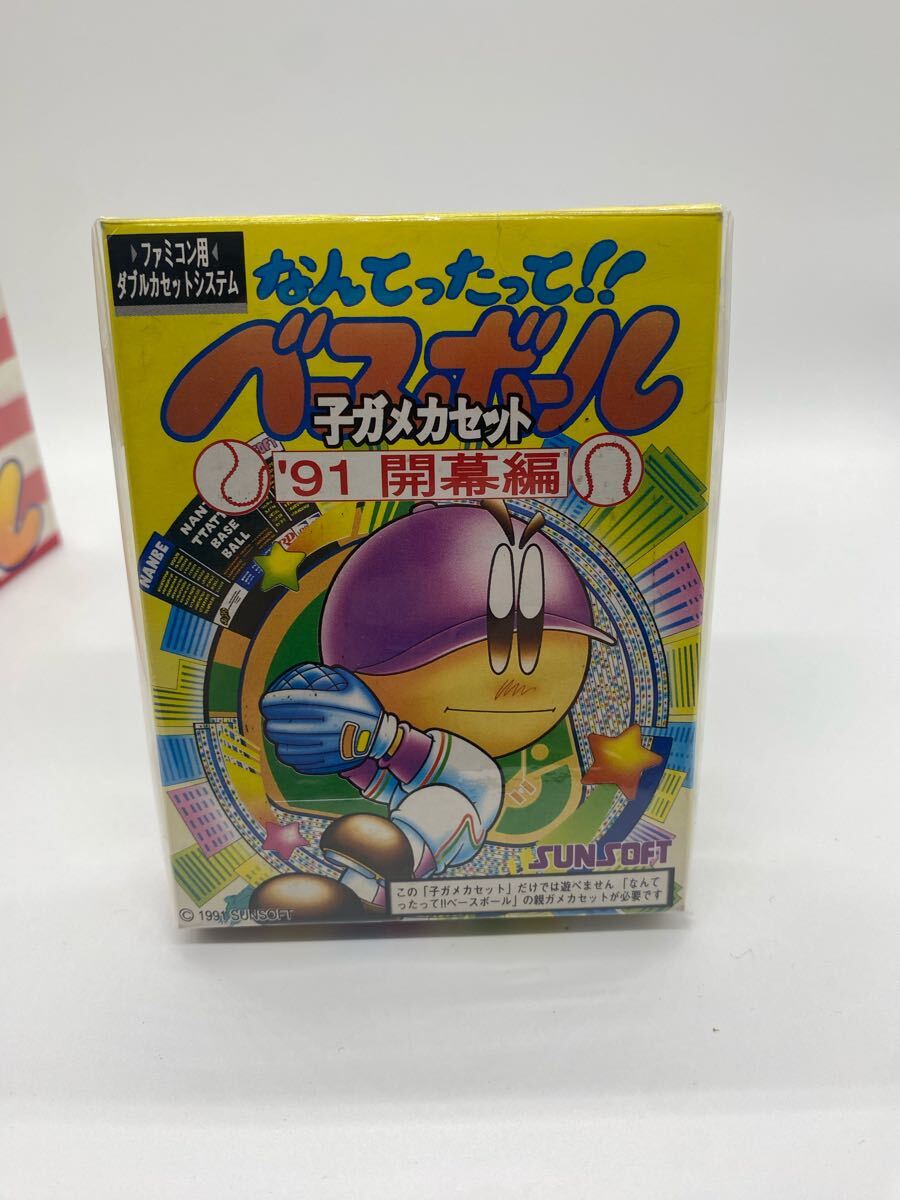 ファミコン用
ダブルカセットシステム
なんてったって!!
ベースボール
子ガメカセット
'91 開幕編
NANBE
BASE
BALL
SUNSOFT
この「子ガメカセット」だけでは遊べません「なんて
ったって!!ベースボール」の親ガメカセットが必要です
© 1991 SUNSOFT